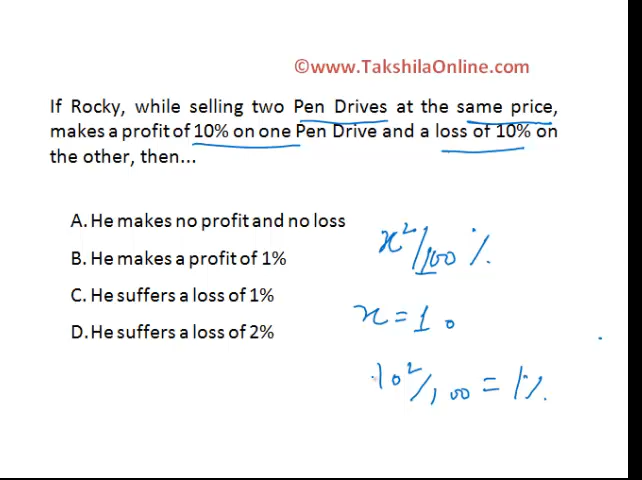 ©www.TakshilaOnline.com
If Rocky, while selling two Pen Drives at the same price,
makes a profit of 10% on one Pen Drive and a loss of 10% on
the other, then...
A. He makes no profit and no loss
x²/100 %.
B. He makes a profit of 1%
C. He suffers a loss of 1%
x = 10
D. He suffers a loss of 2%
10²/100 = 1%.